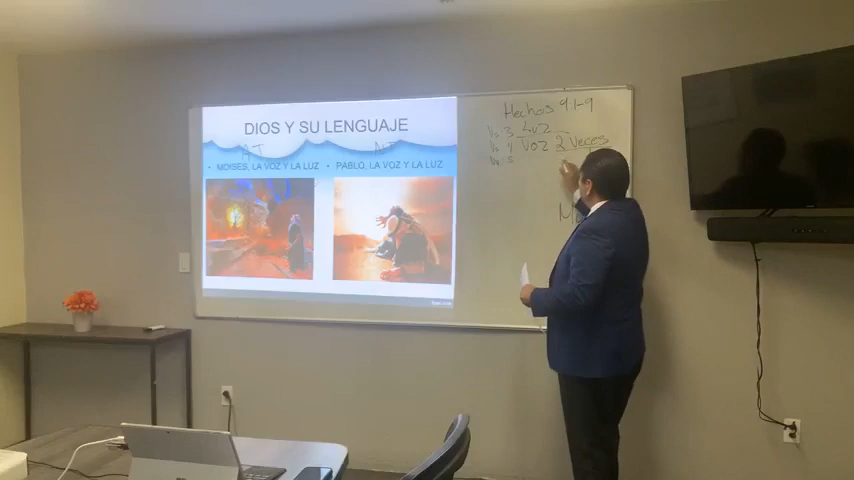 DIOS Y SU LENGUAJE
AT NT
• MOISES, LA VOZ Y LA LUZ • PABLO, LA VOZ Y LA LUZ
Hechos 9.1-9
Vs 3 Luz
Vs 4 Voz 2 Veces
Vs 5